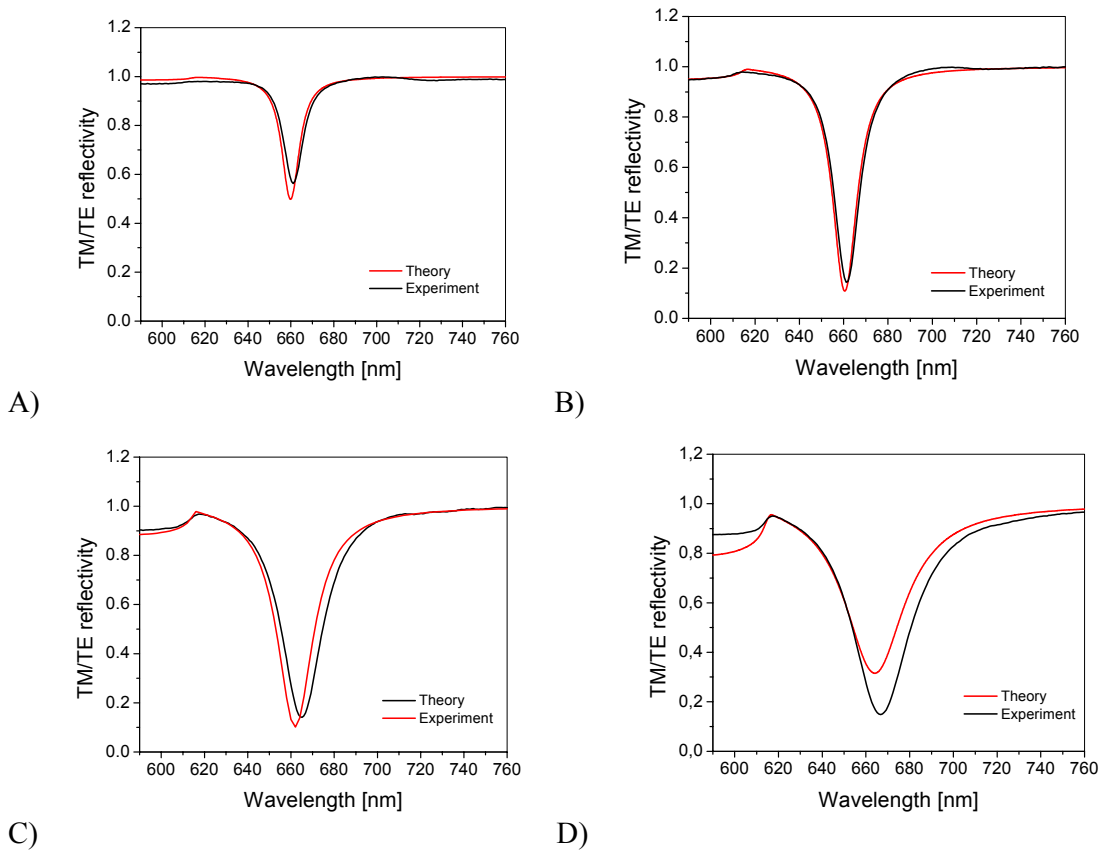 1.2
1.0
0.8
0.6
0.4
0.2
0.0
TM/TE reflectivity
Theory
Experiment
600 620 640 660 680 700 720 740 760
Wavelength [nm]
A)
1.2
1.0
0.8
0.6
0.4
0.2
0.0
TM/TE reflectivity
Theory
Experiment
600 620 640 660 680 700 720 740 760
Wavelength [nm]
B)
1.2
1.0
0.8
0.6
0.4
0.2
0.0
TM/TE reflectivity
Theory
Experiment
600 620 640 660 680 700 720 740 760
Wavelength [nm]
C)
1,2
1,0
0,8
0,6
0,4
0,2
0,0
TM/TE reflectivity
Theory
Experiment
600 620 640 660 680 700 720 740 760
Wavelength [nm]
D)